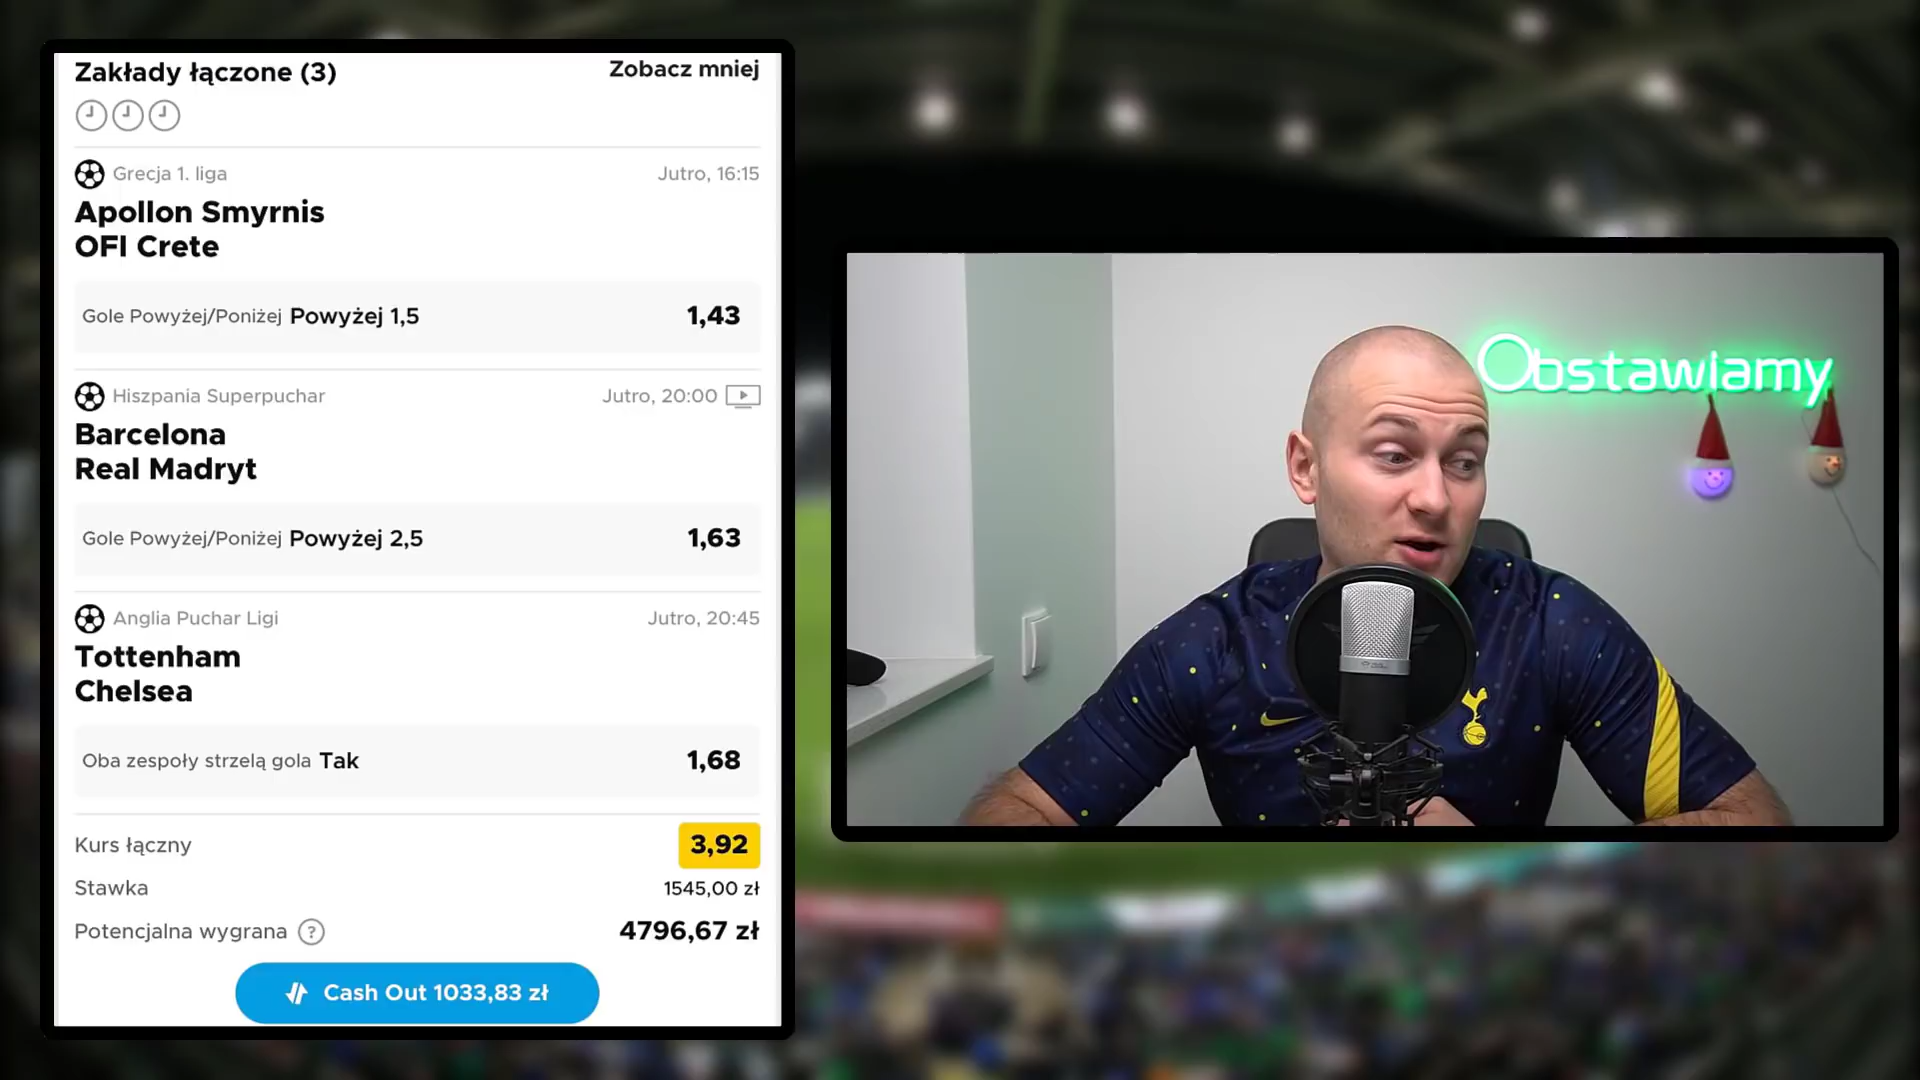 Zakłady łączone (3)
Zobacz mniej
Grecja 1. liga
Jutro, 16:15
Apollon Smyrnis
OFI Crete
Gole Powyżej/Poniżej Powyżej 1,5
1,43
Hiszpania Superpuchar
Jutro, 20:00
Barcelona
Real Madryt
Gole Powyżej/Poniżej Powyżej 2,5
1,63
Anglia Puchar Ligi
Jutro, 20:45
Tottenham
Chelsea
Oba zespoły strzelą gola Tak
1,68
Kurs łączny
3,92
Stawka
1545,00 zł
Potencjalna wygrana ?
4796,67 zł
Cash Out 1033,83 zł
Obstawiamy